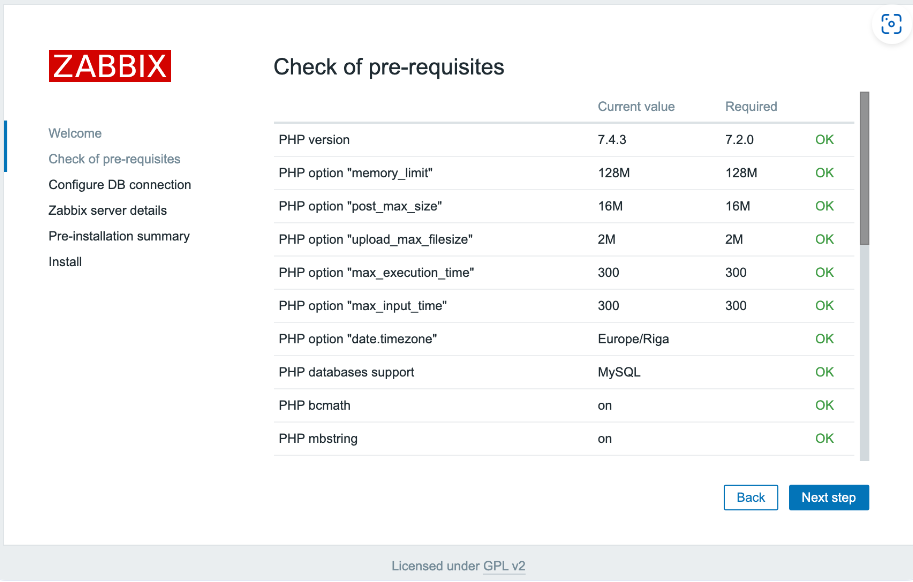 ZABBIX
Welcome
Check of pre-requisites
Configure DB connection
Zabbix server details
Pre-installation summary
Install
Check of pre-requisites
Current value Required
PHP version 7.4.3 7.2.0 OK
PHP option "memory_limit" 128M 128M OK
PHP option "post_max_size" 16M 16M OK
PHP option "upload_max_filesize" 2M 2M OK
PHP option "max_execution_time" 300 300 OK
PHP option "max_input_time" 300 300 OK
PHP option "date.timezone" Europe/Riga OK
PHP databases support MySQL OK
PHP bcmath on OK
PHP mbstring on OK
Back Next step
Licensed under GPL v2